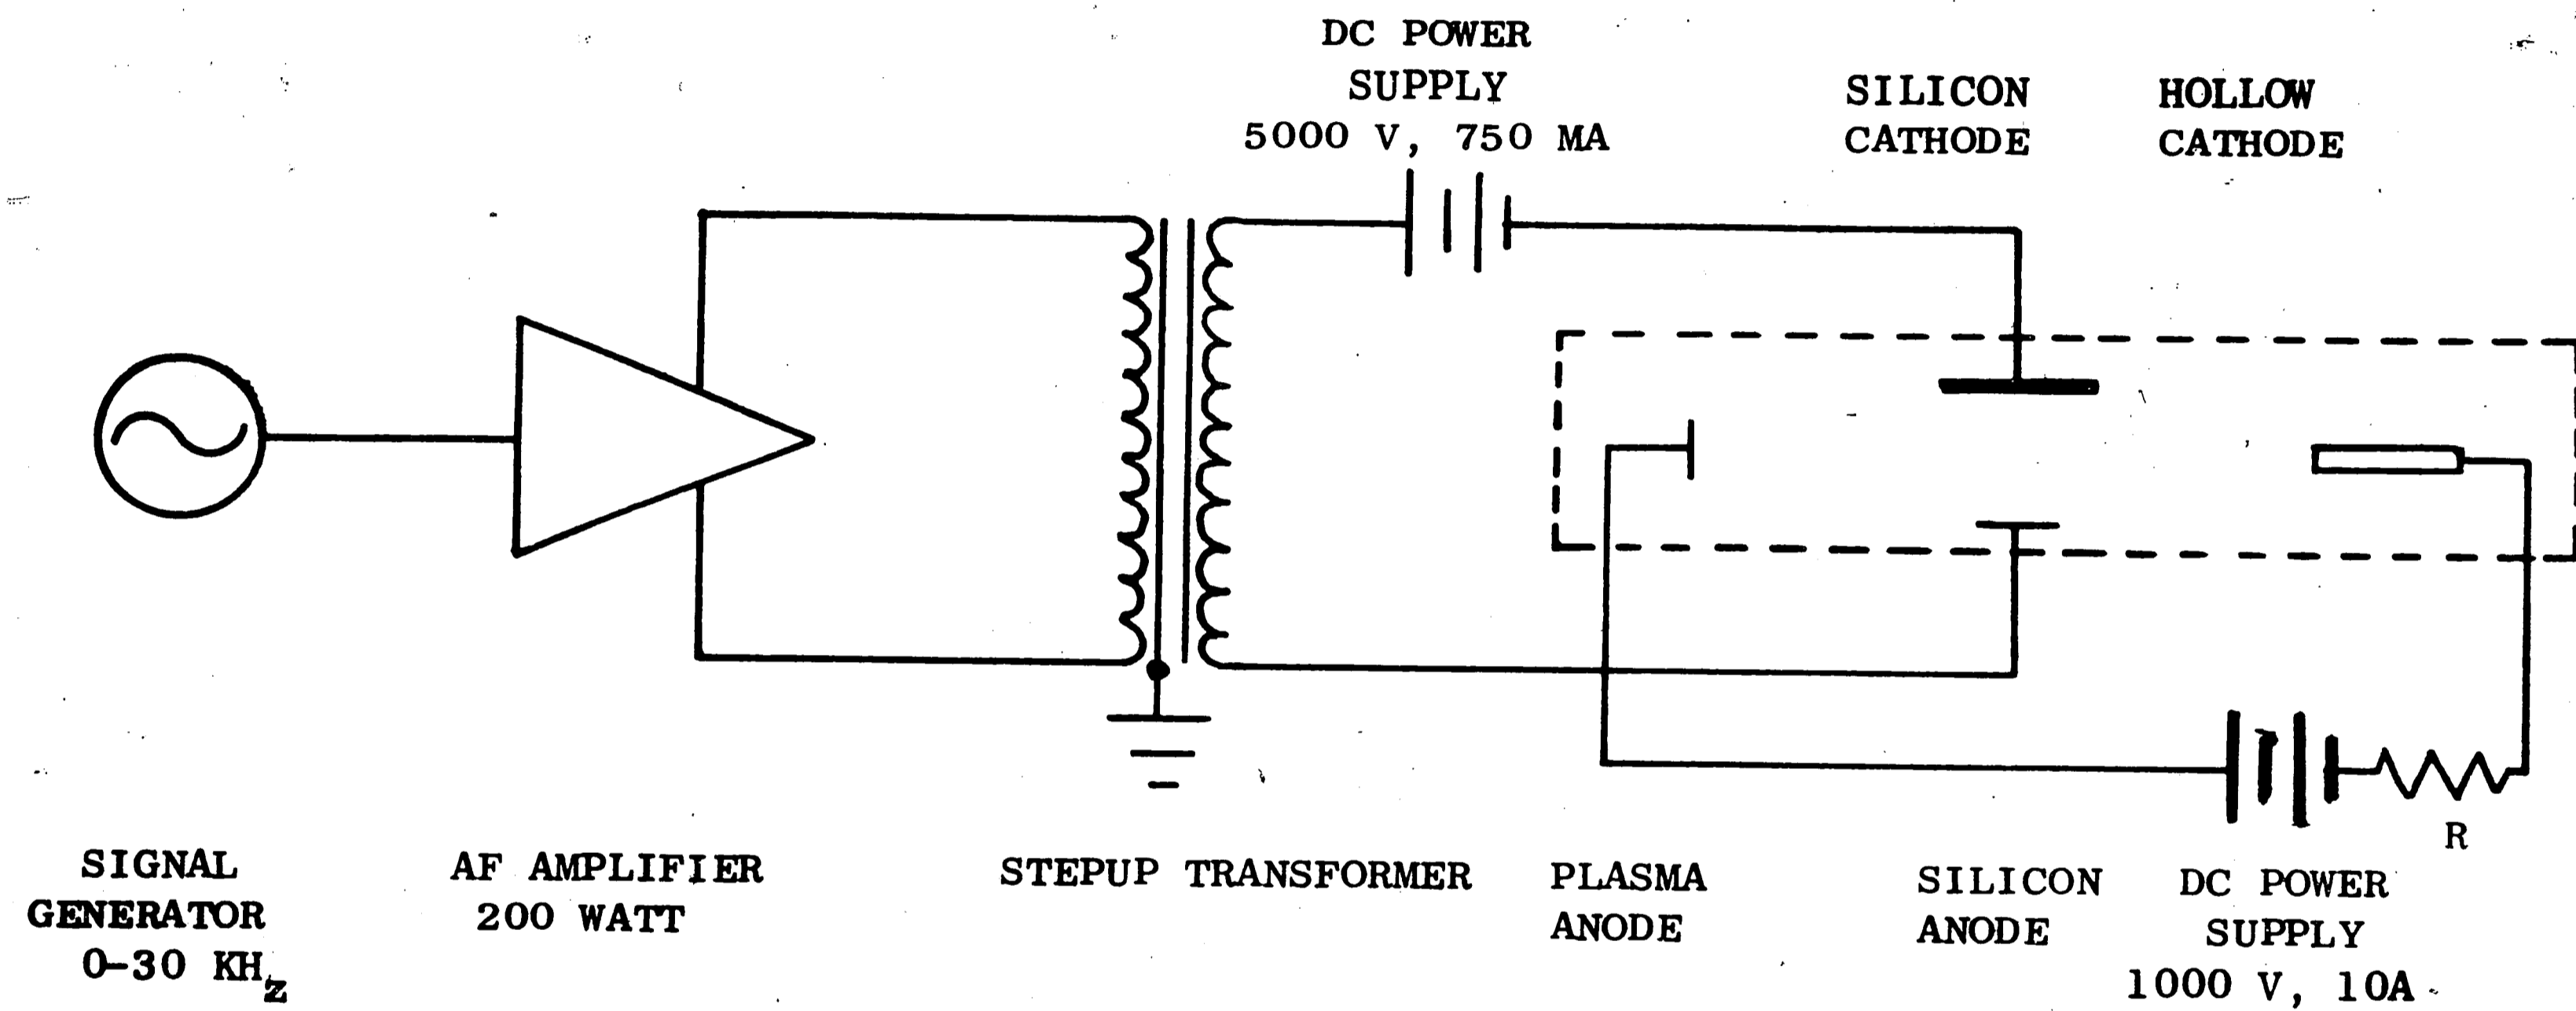 DC POWER
SUPPLY
5000 V, 750 MA
SILICON
CATHODE
HOLLOW
CATHODE
R
SIGNAL
GENERATOR
0-30 KHz
AF AMPLIFIER
200 WATT
STEPUP TRANSFORMER
PLASMA
ANODE
SILICON
ANODE
DC POWER
SUPPLY
1000 V, 10A